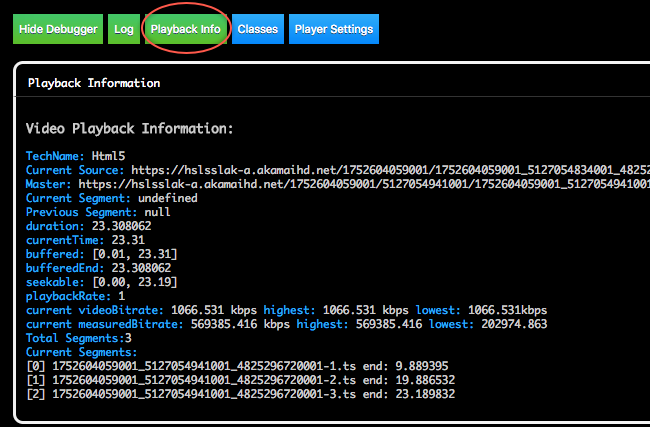 Hide Debugger Log Playback Info Classes Player Settings
Playback Information
Video Playback Information:
TechName: Html5
Current Source: https://hslsslak-a.akamaihd.net/1752604059001/1752604059001_5127054834001_48252
Master: https://hslsslak-a.akamaihd.net/1752604059001/5127054941001/1752604059001_5127054941001
Current Segment: undefined
Previous Segment: null
duration: 23.308062
currentTime: 23.31
buffered: [0.01, 23.31]
bufferedEnd: 23.308062
seekable: [0.00, 23.19]
playbackRate: 1
current videoBitrate: 1066.531 kbps highest: 1066.531 kbps lowest: 1066.531kbps
current measuredBitrate: 569385.416 kbps highest: 569385.416 lowest: 202974.863
Total Segments:3
Current Segments:
[0] 1752604059001_5127054941001_4825296720001-1.ts end: 9.889395
[1] 1752604059001_5127054941001_4825296720001-2.ts end: 19.886532
[2] 1752604059001_5127054941001_4825296720001-3.ts end: 23.189832